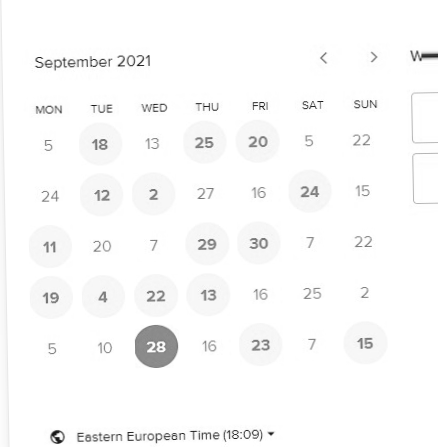 September 2021
MON TUE WED THU FRI SAT SUN
5 18 13 25 20 5 22
24 12 2 27 16 24 15
11 20 7 29 30 7 22
19 4 22 13 16 25 2
5 10 28 16 23 7 15
Eastern European Time (18:09)